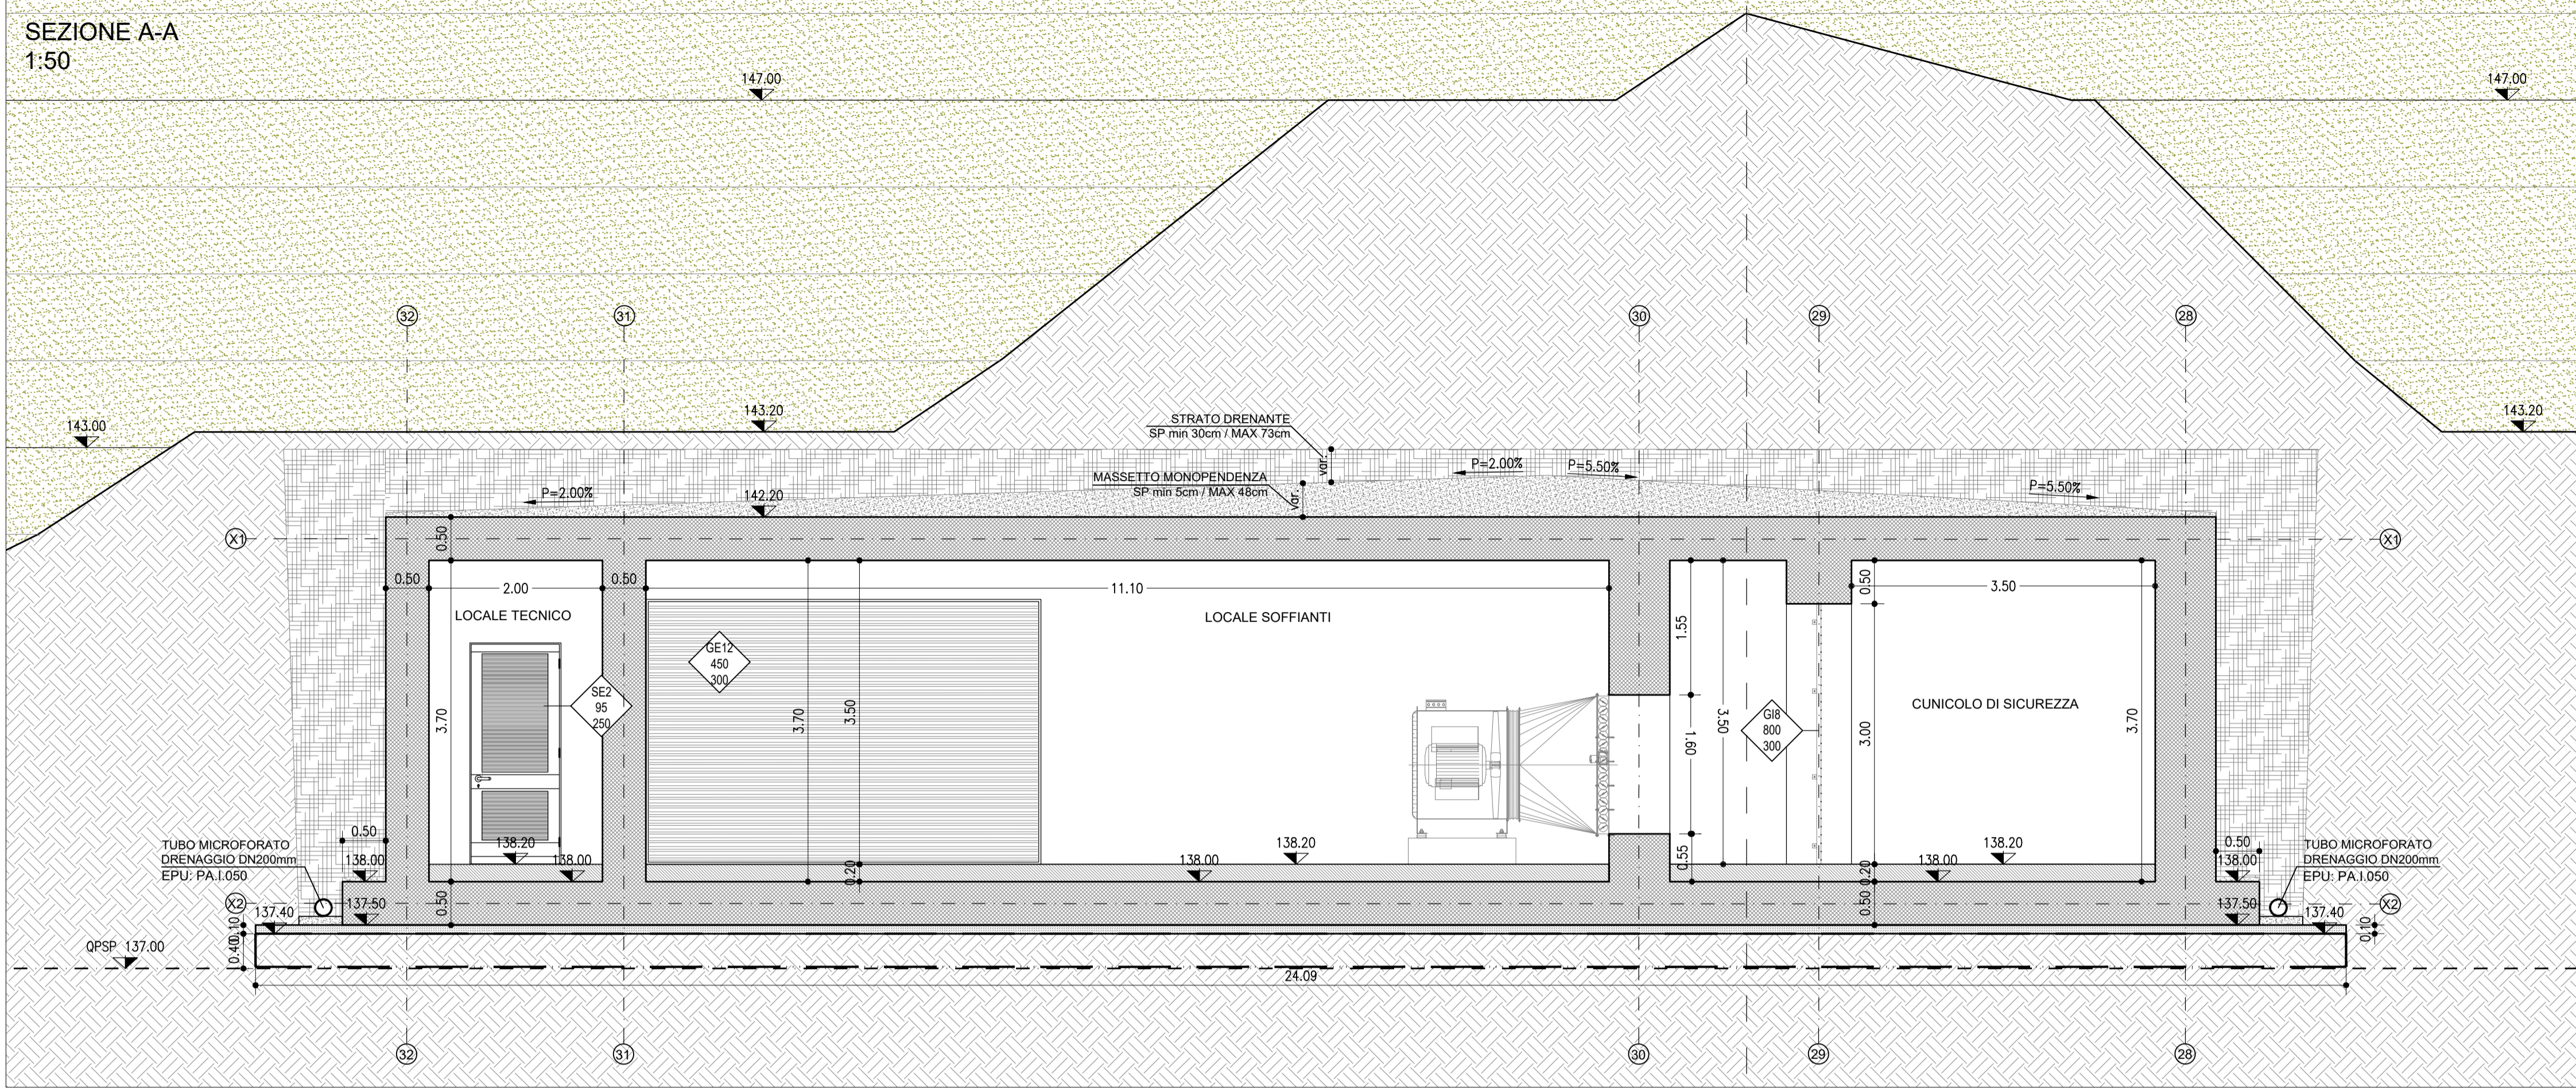 SEZIONE A-A
1:50
147.00
147.00
32
31
30
29
28
143.00
143.20
143.20
STRATO DRENANTE
SP min 30cm / MAX 73cm
var.
MASSETTO MONOPENDENZA
SP min 5cm / MAX 48cm
var.
P=2.00%
P=2.00%
P=5.50%
P=5.50%
142.20
X1
X1
0.50
0.50
2.00
0.50
11.10
0.50
3.50
LOCALE TECNICO
LOCALE SOFFIANTI
CUNICOLO DI SICUREZZA
GE12
450
300
SE2
95
250
GI8
800
300
3.70
3.70
3.50
1.55
1.60
0.55
3.50
3.00
3.70
0.50
TUBO MICROFORATO
DRENAGGIO DN200mm
EPU: PA.I.050
138.00
138.20
138.00
0.20
138.00
138.20
0.20
138.00
138.20
0.50
138.00
TUBO MICROFORATO
DRENAGGIO DN200mm
EPU: PA.I.050
X2
137.40
137.50
0.50
0.50
137.50
137.40
X2
0.10
0.40
0.10
QPSP 137.00
24.09
32
31
30
29
28